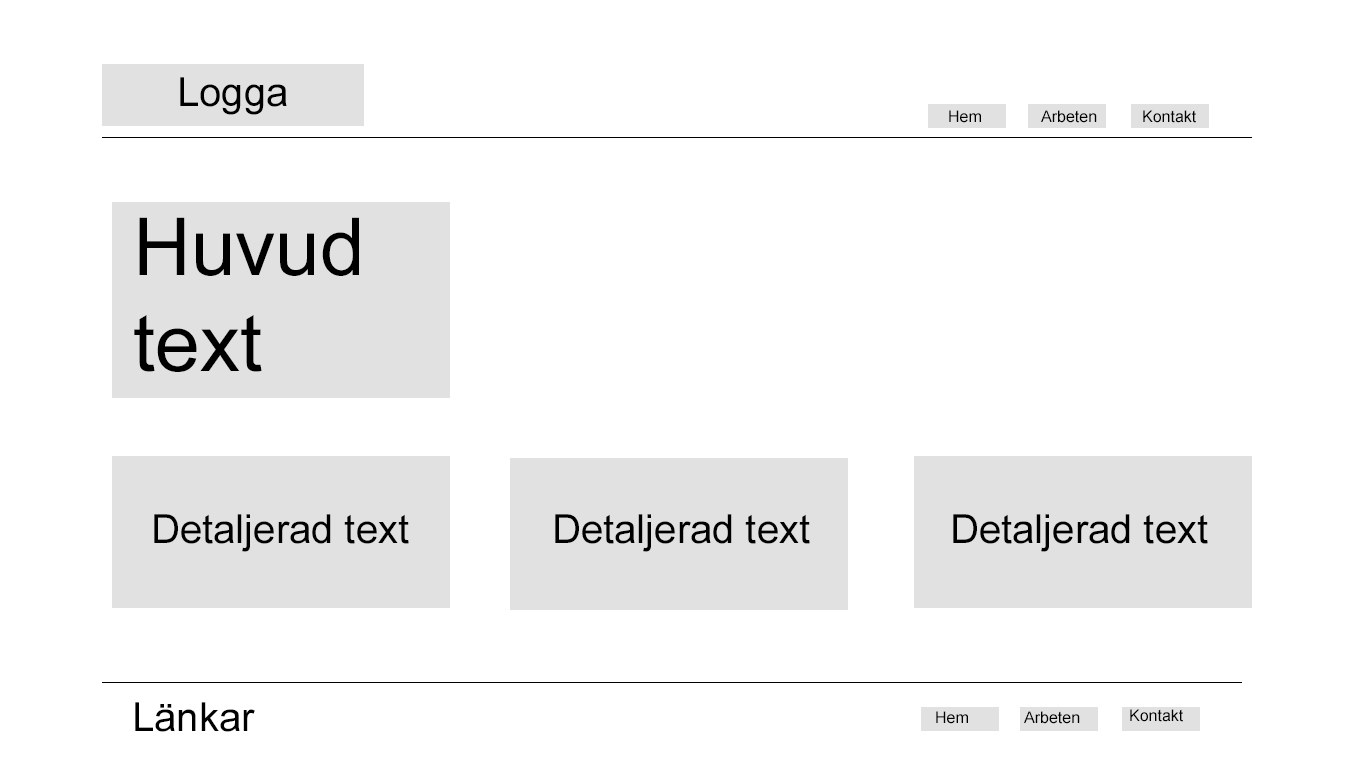 Logga
Hem
Arbeten
Kontakt
Huvud
text
Detaljerad text
Detaljerad text
Detaljerad text
Länkar
Hem
Arbeten
Kontakt